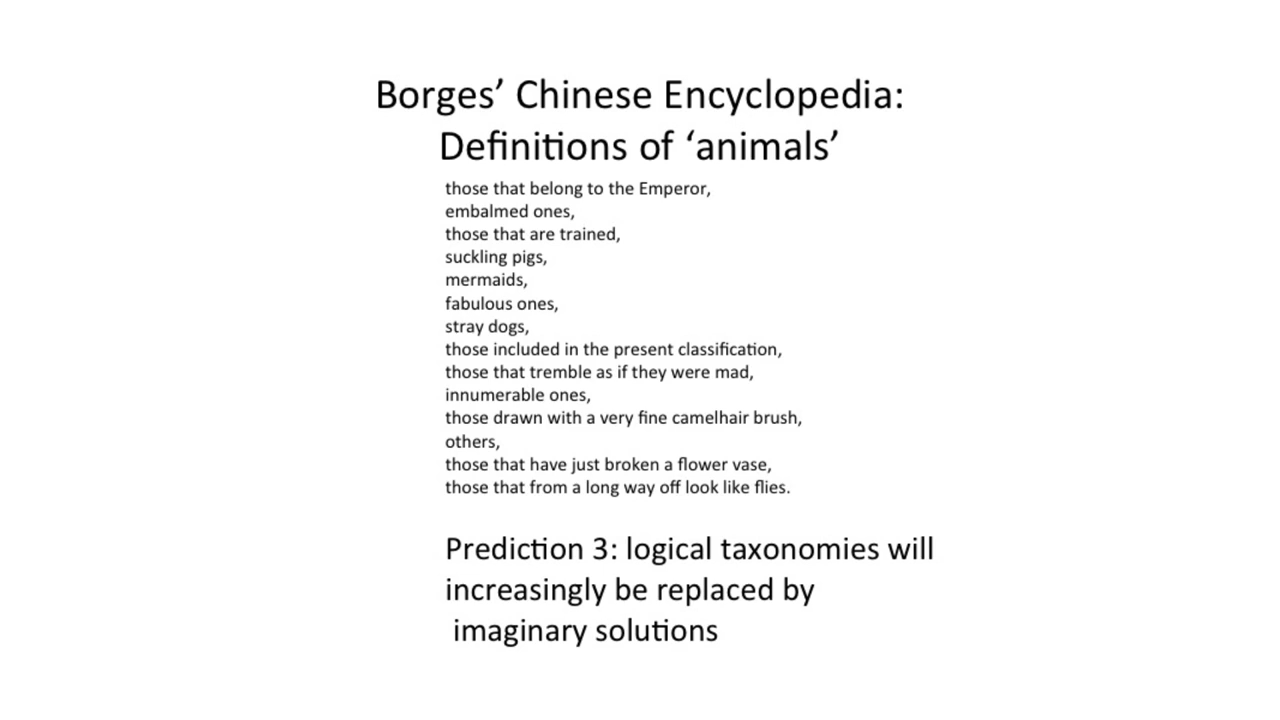 Borges’ Chinese Encyclopedia:
Definitions of ‘animals’
those that belong to the Emperor,
embalmed ones,
those that are trained,
suckling pigs,
mermaids,
fabulous ones,
stray dogs,
those included in the present classification,
those that tremble as if they were mad,
innumerable ones,
those drawn with a very fine camelhair brush,
others,
those that have just broken a flower vase,
those that from a long way off look like flies.
Prediction 3: logical taxonomies will
increasingly be replaced by
imaginary solutions